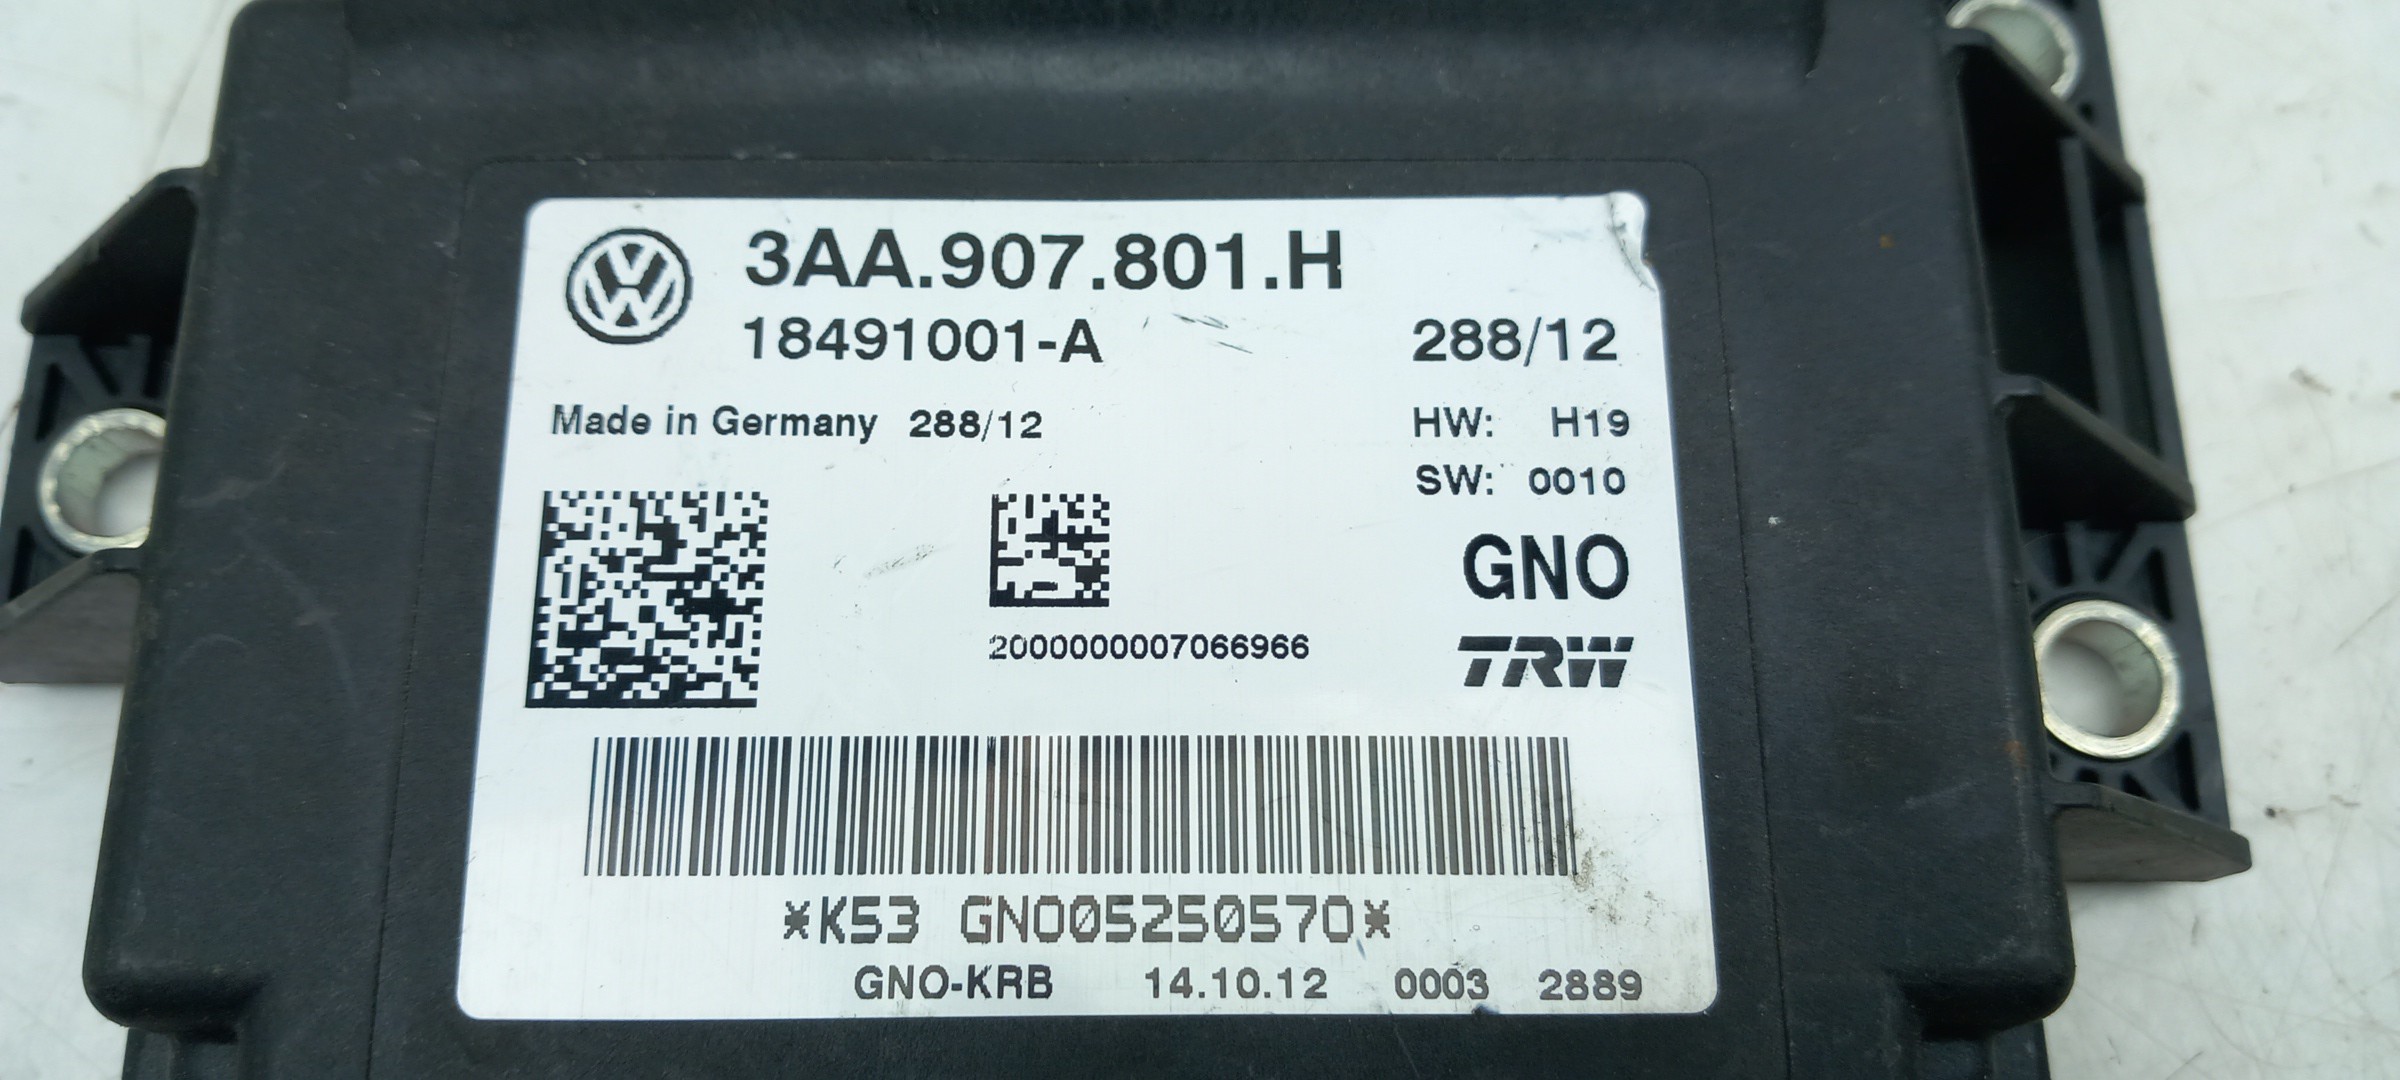 3AA.907.801.H
18491001-A 288/12
Made in Germany 288/12 HW: H19
SW: 0010
GNO
2000000007066966 TRW
*K53 GNO05250570*
GNO-KRB 14.10.12 0003 2889